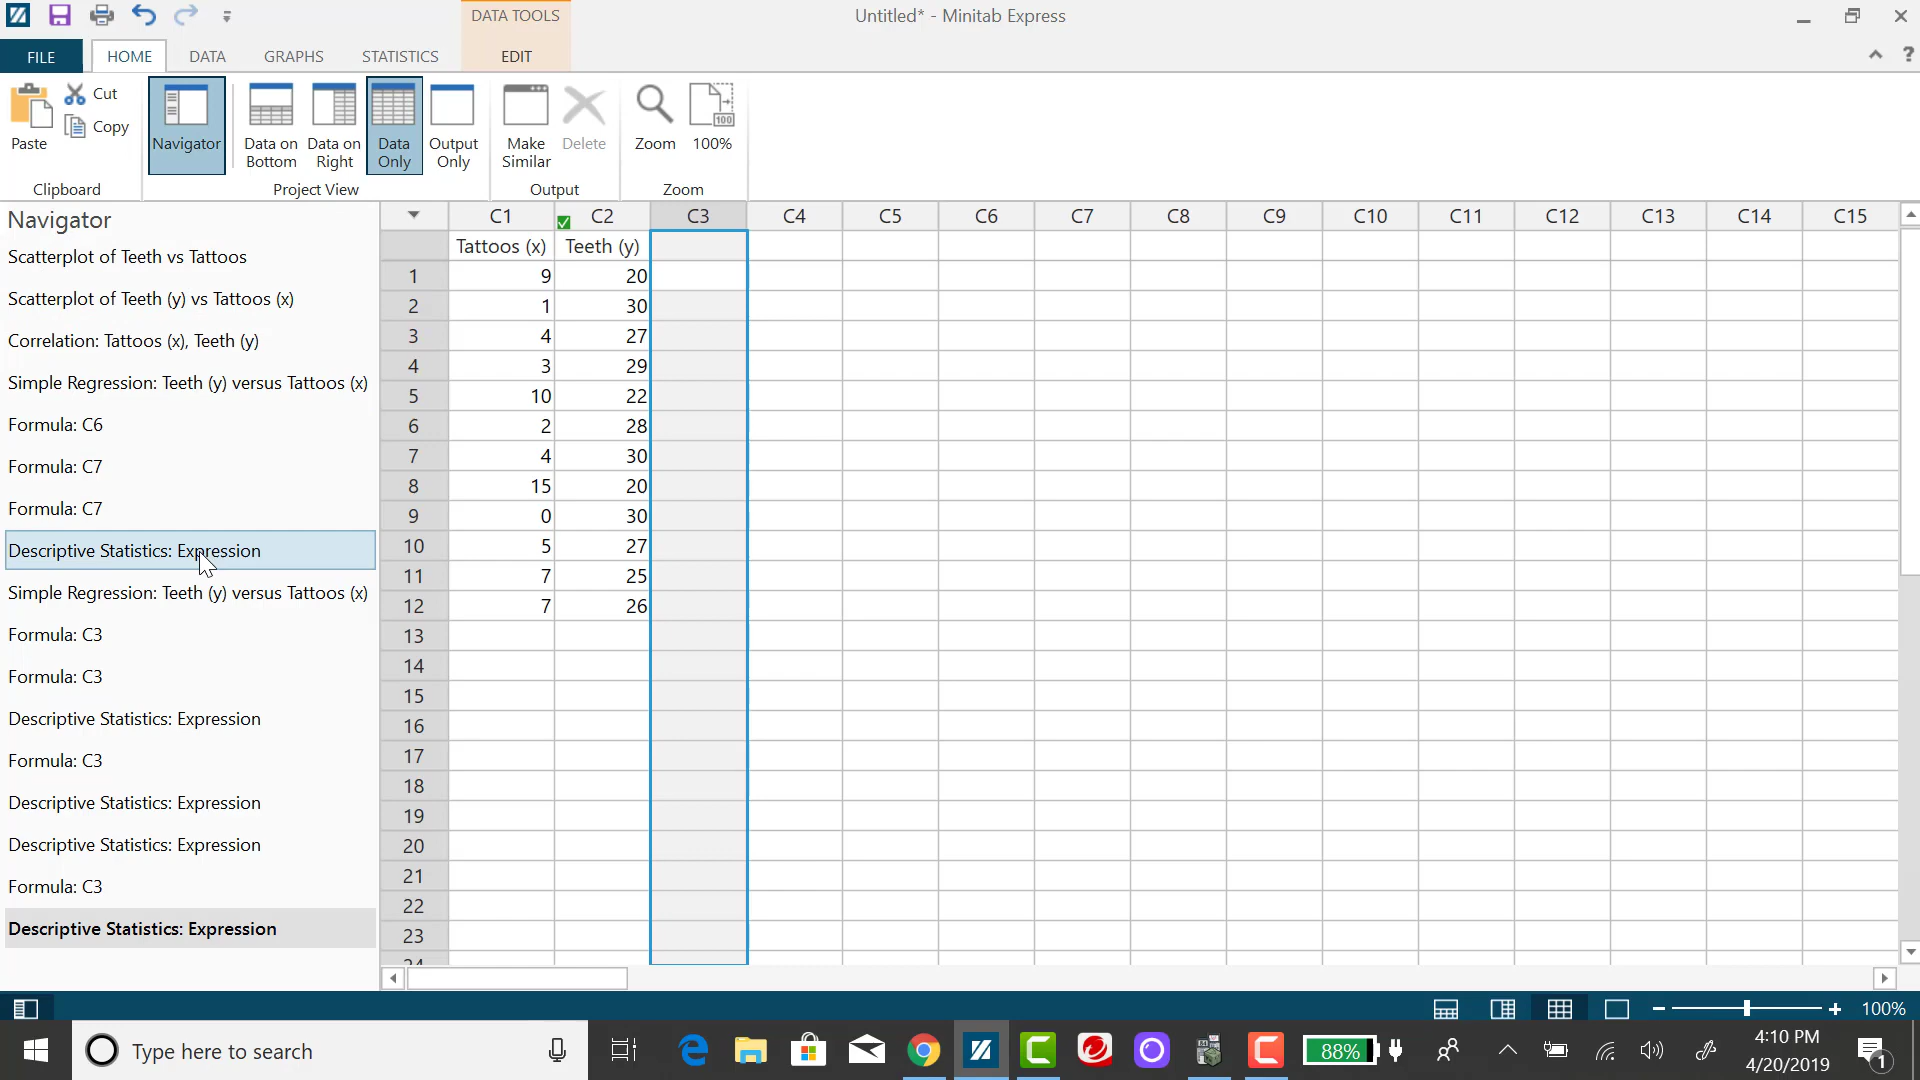 DATA TOOLS
Untitled* - Minitab Express
FILE HOME DATA GRAPHS STATISTICS EDIT
Paste
Cut
Copy
Navigator
Data on Bottom
Data on Right
Data Only
Output Only
Make Similar
Delete
Zoom
100%
Clipboard Project View Output Zoom
Navigator
Scatterplot of Teeth vs Tattoos
Scatterplot of Teeth (y) vs Tattoos (x)
Correlation: Tattoos (x), Teeth (y)
Simple Regression: Teeth (y) versus Tattoos (x)
Formula: C6
Formula: C7
Formula: C7
Descriptive Statistics: Expression
Simple Regression: Teeth (y) versus Tattoos (x)
Formula: C3
Formula: C3
Descriptive Statistics: Expression
Formula: C3
Descriptive Statistics: Expression
Descriptive Statistics: Expression
Formula: C3
Descriptive Statistics: Expression
C1 C2 C3 C4 C5 C6 C7 C8 C9 C10 C11 C12 C13 C14 C15
Tattoos (x) Teeth (y)
1 9 20
2 1 30
3 4 27
4 3 29
5 10 22
6 2 28
7 4 30
8 15 20
9 0 30
10 5 27
11 7 25
12 7 26
13
14
15
16
17
18
19
20
21
22
23
24
100%
Type here to search
88%
4:10 PM
4/20/2019
1